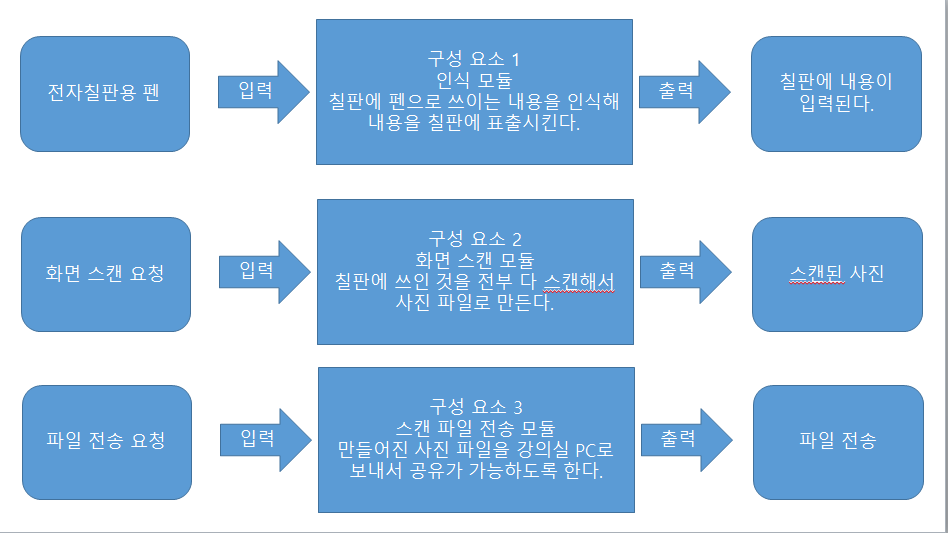 전자칠판용 펜
입력
구성 요소 1
인식 모듈
칠판에 펜으로 쓰이는 내용을 인식해
내용을 칠판에 표출시킨다.
출력
칠판에 내용이
입력된다.
화면 스캔 요청
입력
구성 요소 2
화면 스캔 모듈
칠판에 쓰인 것을 전부 다 스캔해서
사진 파일로 만든다.
출력
스캔된 사진
파일 전송 요청
입력
구성 요소 3
스캔 파일 전송 모듈
만들어진 사진 파일을 강의실 PC로
보내서 공유가 가능하도록 한다.
출력
파일 전송